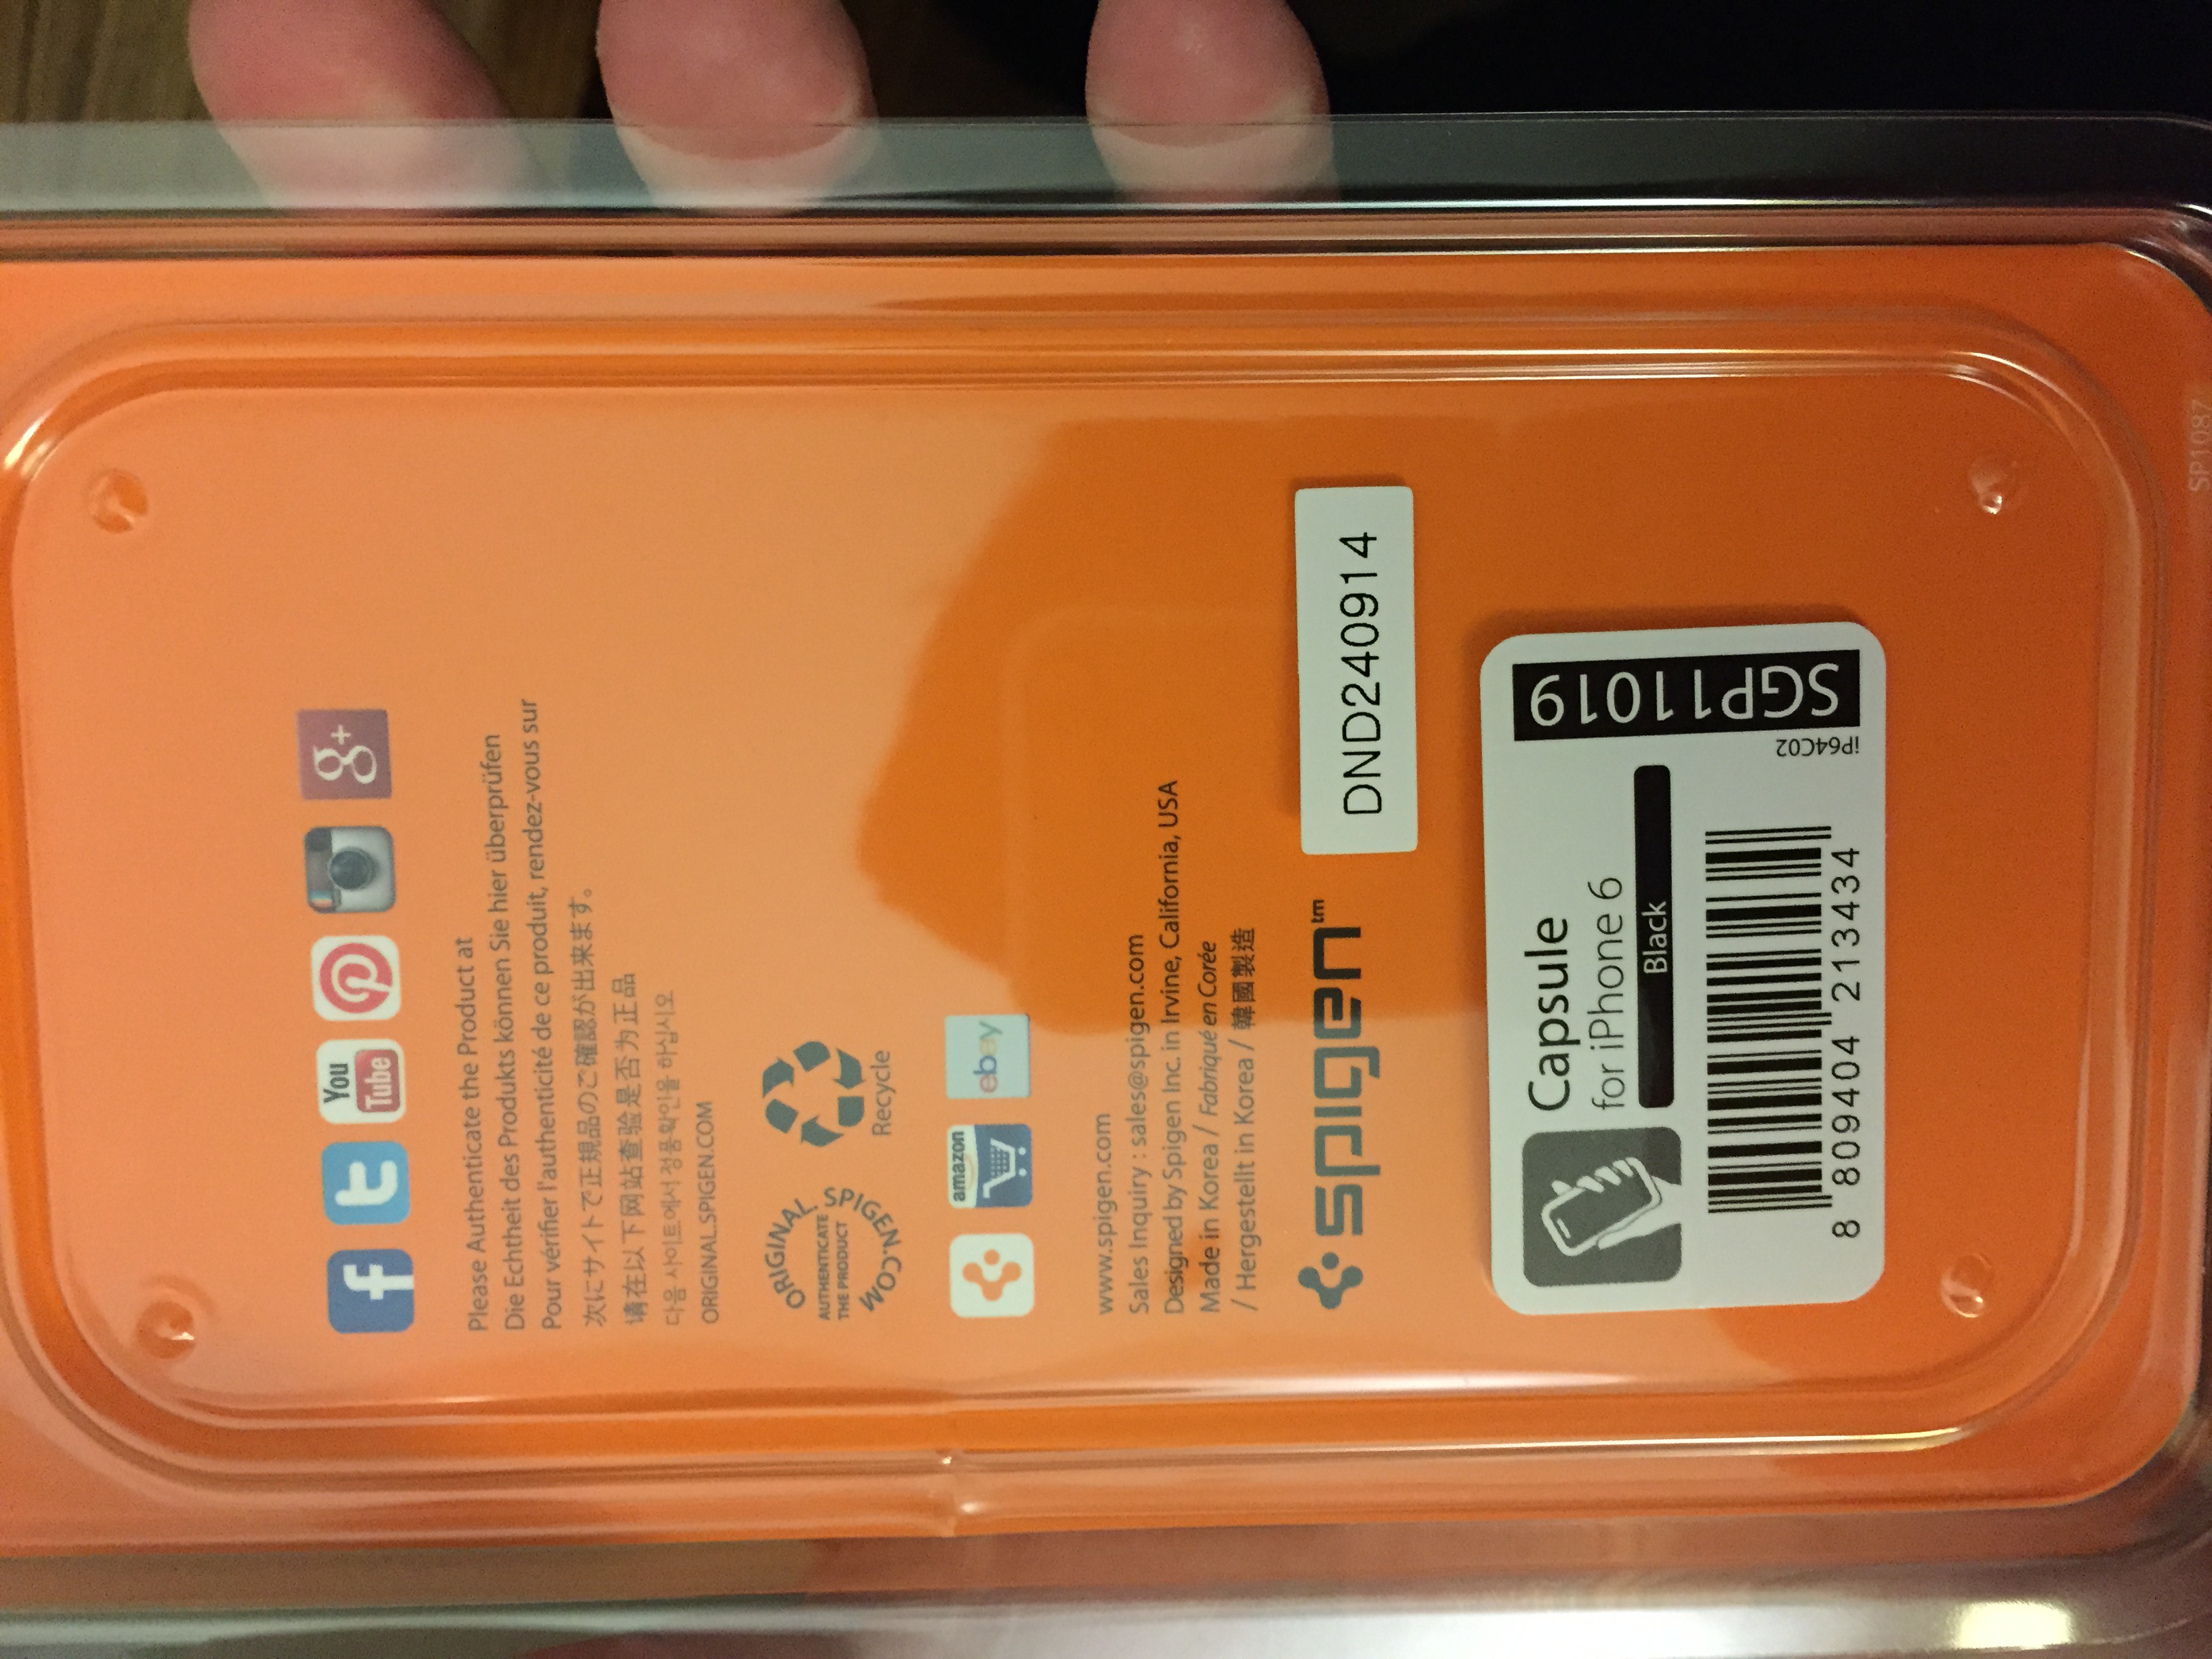 f
t
You
Tube
P
g+
Please Authenticate the Product at
Die Echtheit des Produkts können Sie hier überprüfen
Pour vérifier l'authenticité de ce produit, rendez-vous sur
次にサイトで正規品のご確認が出来ます。
请在以下网站查验是否为正品
다음 사이트에서 정품확인을 하십시오
ORIGINAL.SPIGEN.COM
ORIGINAL.SPIGEN.COM
AUTHENTICATE
THE PRODUCT
Recycle
amazon
ebay
www.spigen.com
Sales Inquiry : sales@spigen.com
Designed by Spigen Inc. in Irvine, California, USA
Made in Korea / Fabriqué en Corée
/ Hergestellt in Korea / 韓國製造
spigen™
DND240914
Capsule
for iPhone 6
Black
iP64C02
SGP11019
8 809404 213434
SP1087